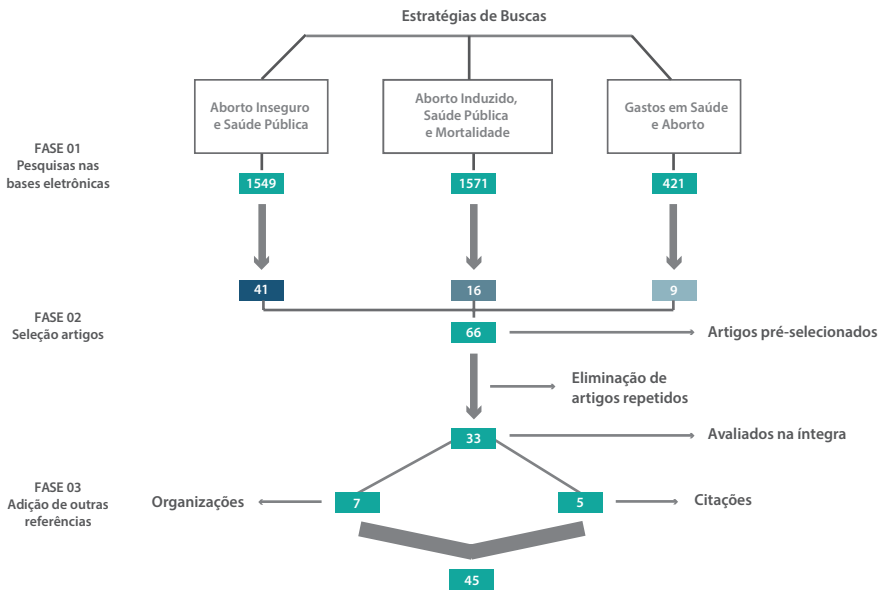 Estratégias de Buscas
Aborto Inseguro
e Saúde Pública
Aborto Induzido,
Saúde Pública
e Mortalidade
Gastos em Saúde
e Aborto
FASE 01
Pesquisas nas
bases eletrônicas
1549
1571
421
41
16
9
FASE 02
Seleção artigos
66
Artigos pré-selecionados
Eliminação de
artigos repetidos
33
Avaliados na íntegra
FASE 03
Adição de outras
referências
Organizações
7
5
Citações
45